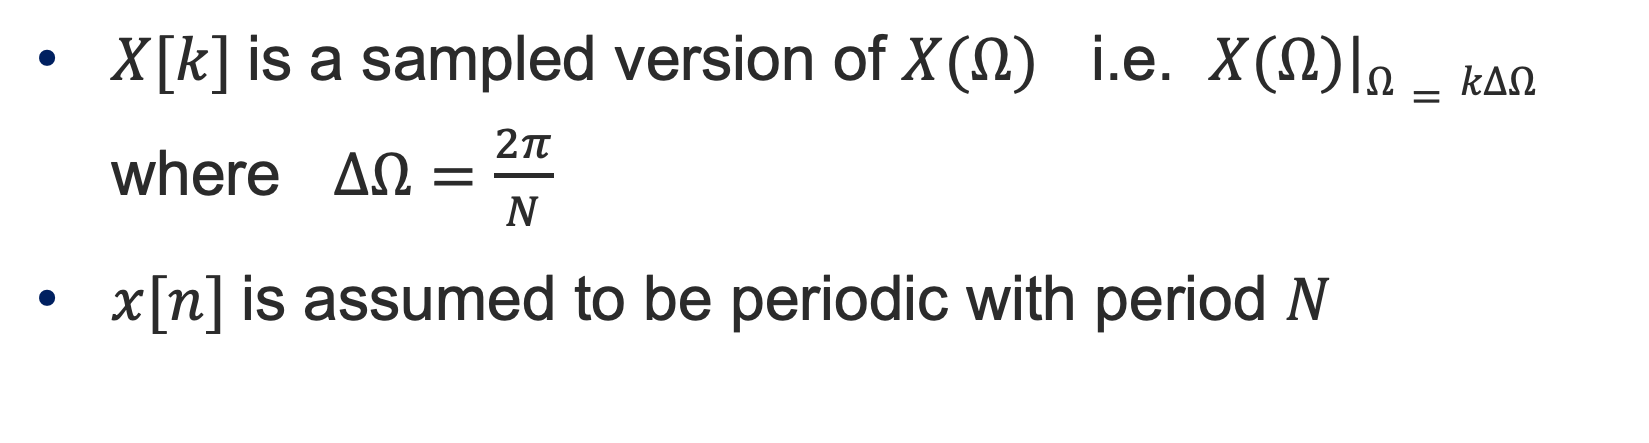 • X[k] is a sampled version of X(Ω) i.e. X(Ω)|Ω = kΔΩ
where ΔΩ = 2π/N
• x[n] is assumed to be periodic with period N